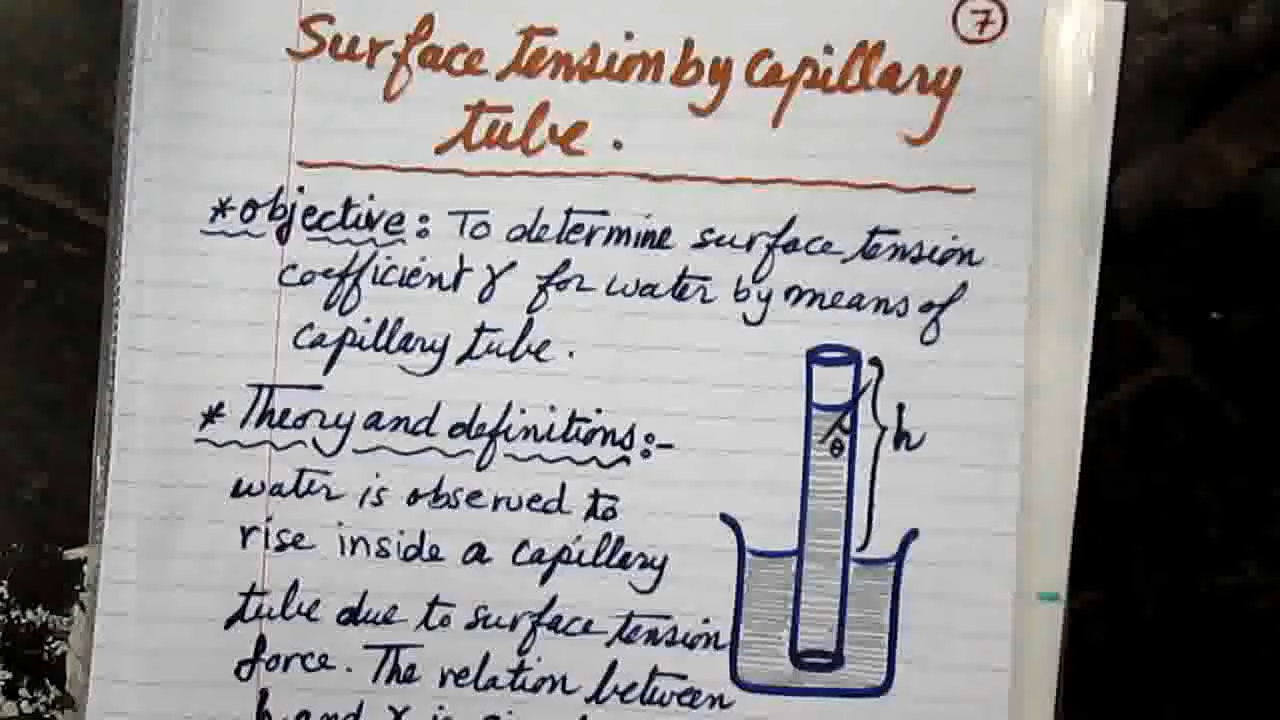 7
Surface tension by capillary
tube.
*objective: To determine surface tension
coefficient γ for water by means of
capillary tube.
* Theory and definitions:-
water is observed to
rise inside a capillary
tube due to surface tension
force. The relation between
h and γ is
h
θ